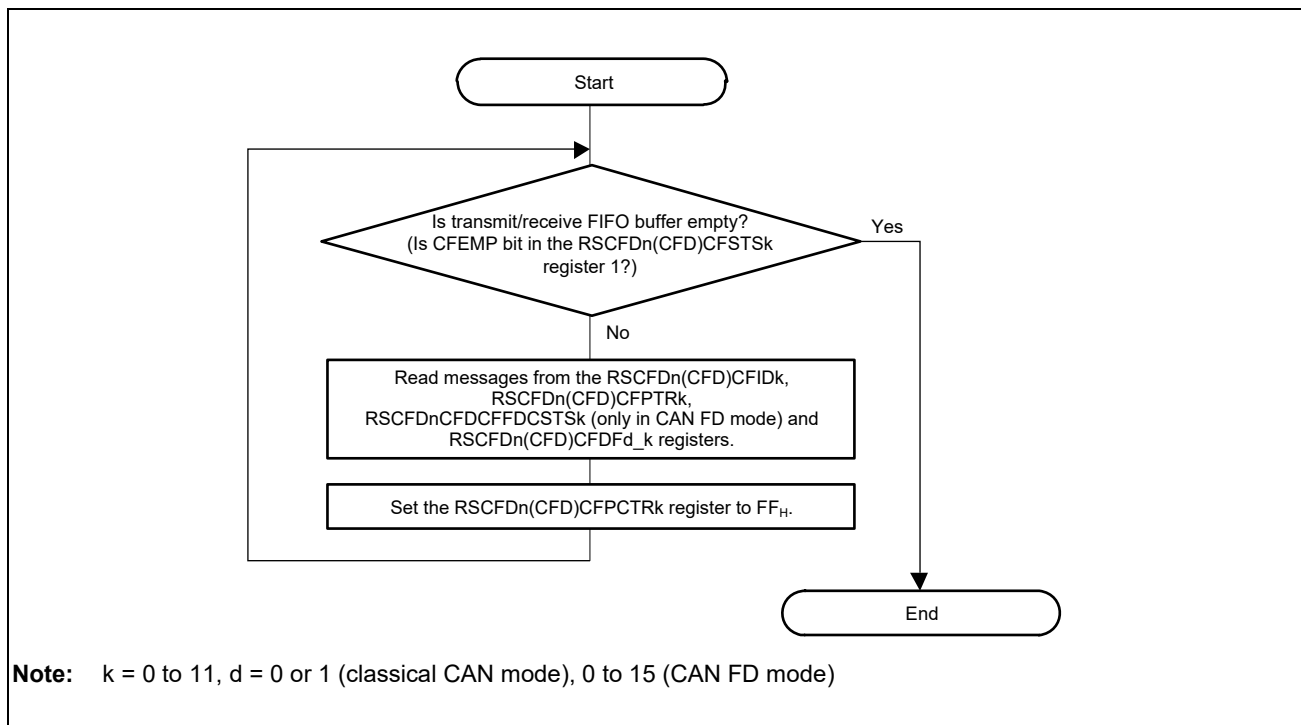 Start
Is transmit/receive FIFO buffer empty?
(Is CFEMP bit in the RSCFDn(CFD)CFSTSk
register 1?)
Yes
No
Read messages from the RSCFDn(CFD)CFIDk,
RSCFDn(CFD)CFPTRk,
RSCFDnCFDCFFDCSTSk (only in CAN FD mode) and
RSCFDn(CFD)CFDFd_k registers.
Set the RSCFDn(CFD)CFPCTRk register to FFH.
End
Note: k = 0 to 11, d = 0 or 1 (classical CAN mode), 0 to 15 (CAN FD mode)